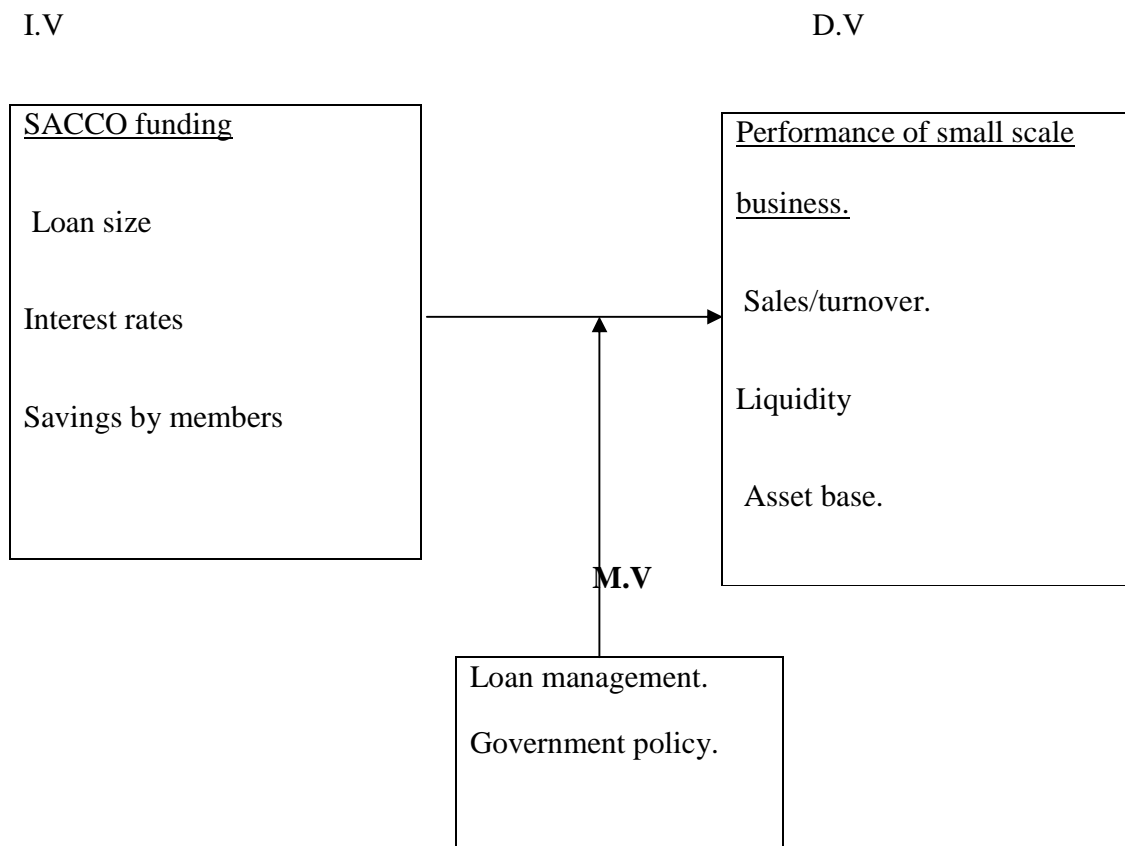 I.V
D.V
SACCO funding
Loan size
Interest rates
Savings by members
Performance of small scale
business.
Sales/turnover.
Liquidity
Asset base.
M.V
Loan management.
Government policy.